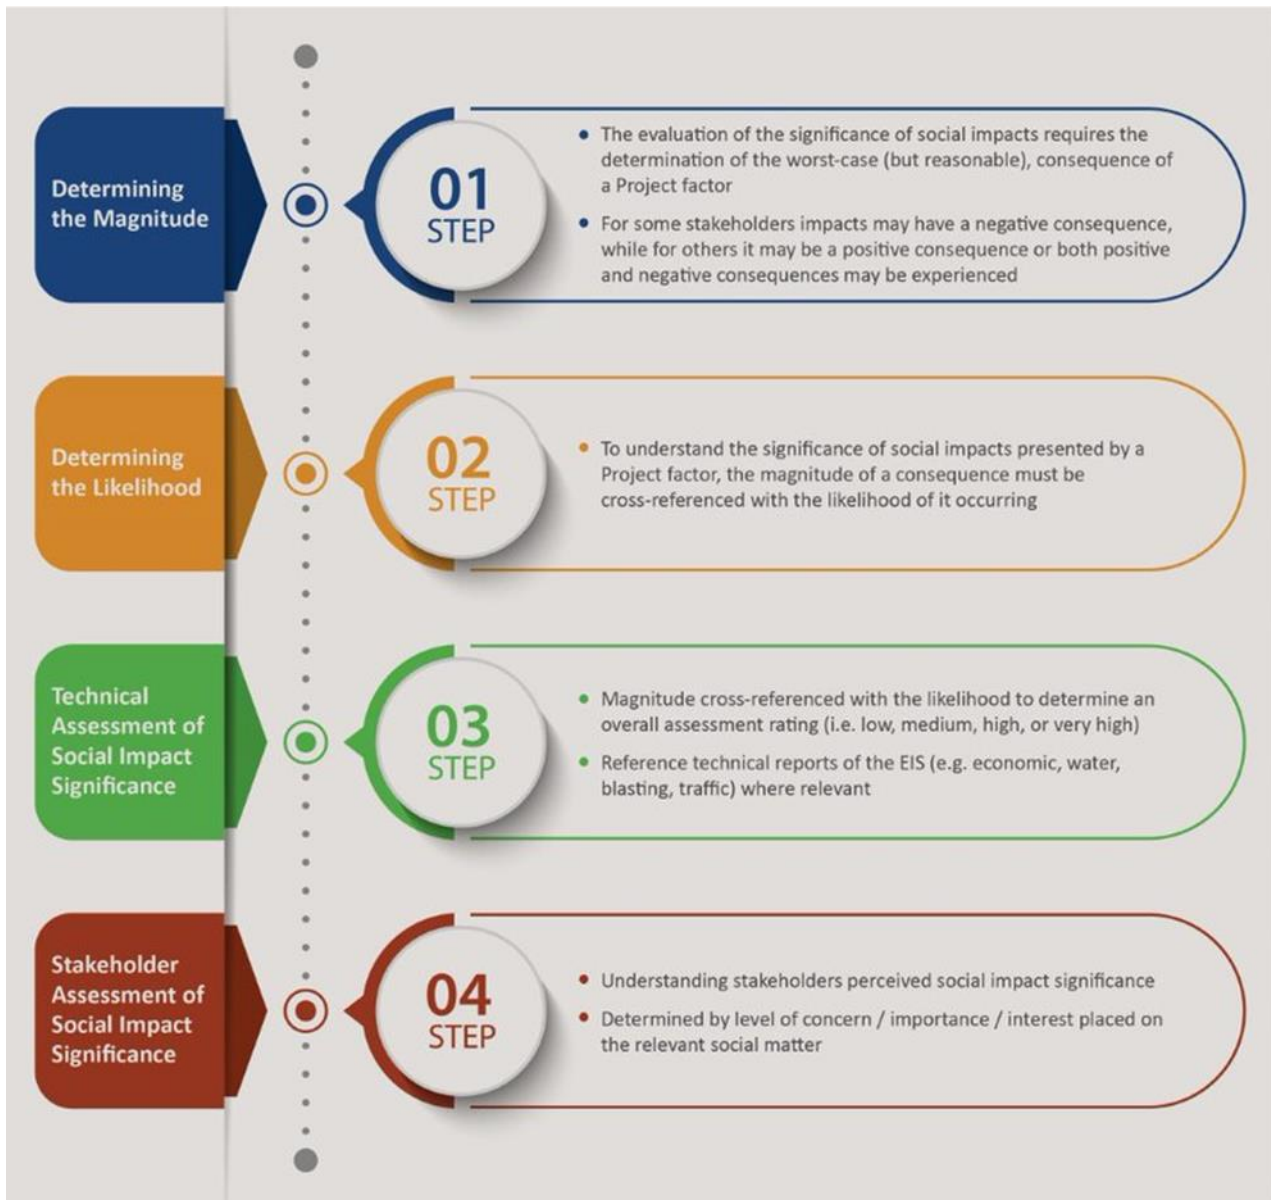 Determining
the Magnitude
01
STEP
• The evaluation of the significance of social impacts requires the
determination of the worst-case (but reasonable), consequence of
a Project factor
• For some stakeholders impacts may have a negative consequence,
while for others it may be a positive consequence or both positive
and negative consequences may be experienced
Determining
the Likelihood
02
STEP
• To understand the significance of social impacts presented by a
Project factor, the magnitude of a consequence must be
cross-referenced with the likelihood of it occurring
Technical
Assessment of
Social Impact
Significance
03
STEP
• Magnitude cross-referenced with the likelihood to determine an
overall assessment rating (i.e. low, medium, high, or very high)
• Reference technical reports of the EIS (e.g. economic, water,
blasting, traffic) where relevant
Stakeholder
Assessment of
Social Impact
Significance
04
STEP
• Understanding stakeholders perceived social impact significance
• Determined by level of concern / importance / interest placed on
the relevant social matter